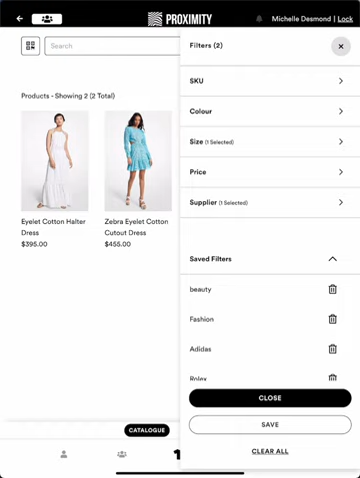 PROXIMITY
Michelle Desmond | Lock
Search
Products - Showing 2 (2 Total)
Eyelet Cotton Halter
Dress
$395.00
Zebra Eyelet Cotton
Cutout Dress
$455.00
CATALOGUE
Filters (2)
SKU
Colour
Size (1 Selected)
Price
Supplier (1 Selected)
Saved Filters
beauty
Fashion
Adidas
Rolex
CLOSE
SAVE
CLEAR ALL